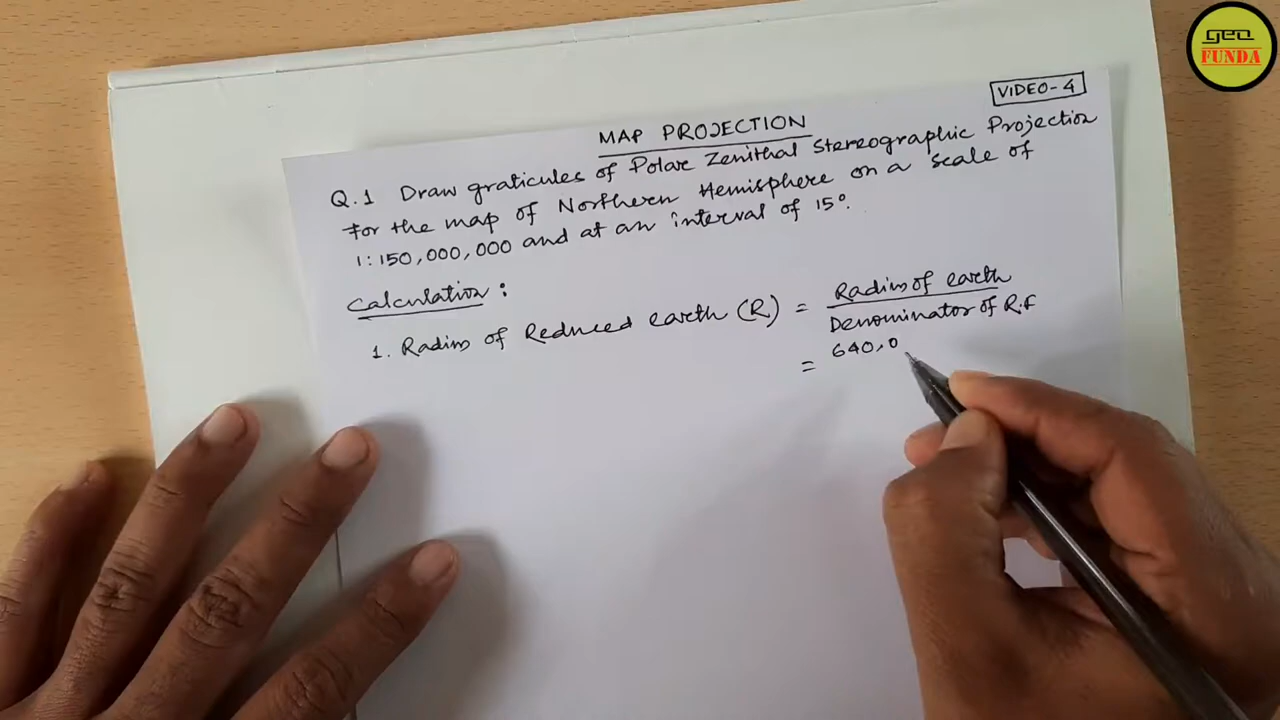 geo
FUNDA
VIDEO-4
MAP PROJECTION
Q.1 Draw graticules of Polar Zenithal Stereographic Projection
for the map of Northern Hemisphere on a scale of
1:150,000,000 and at an interval of 15°.
Calculation:
1. Radius of Reduced earth (R) = Radius of earth
Denominator of R.F
= 640,0